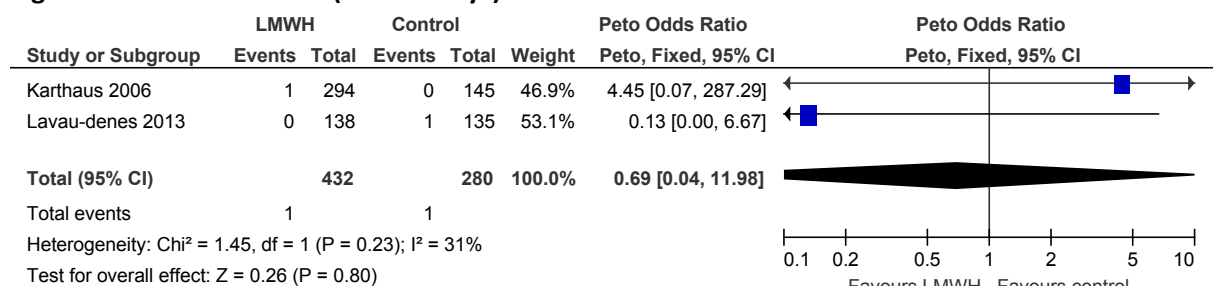 LMWH Control Peto Odds Ratio Peto Odds Ratio
Study or Subgroup Events Total Events Total Weight Peto, Fixed, 95% CI Peto, Fixed, 95% CI
Karthaus 2006 1 294 0 145 46.9% 4.45 [0.07, 287.29]
Lavau-denes 2013 0 138 1 135 53.1% 0.13 [0.00, 6.67]
Total (95% CI) 432 280 100.0% 0.69 [0.04, 11.98]
Total events 1 1
Heterogeneity: Chi² = 1.45, df = 1 (P = 0.23); I² = 31%
Test for overall effect: Z = 0.26 (P = 0.80)
0.1 0.2 0.5 1 2 5 10
Favours LMWH Favours control